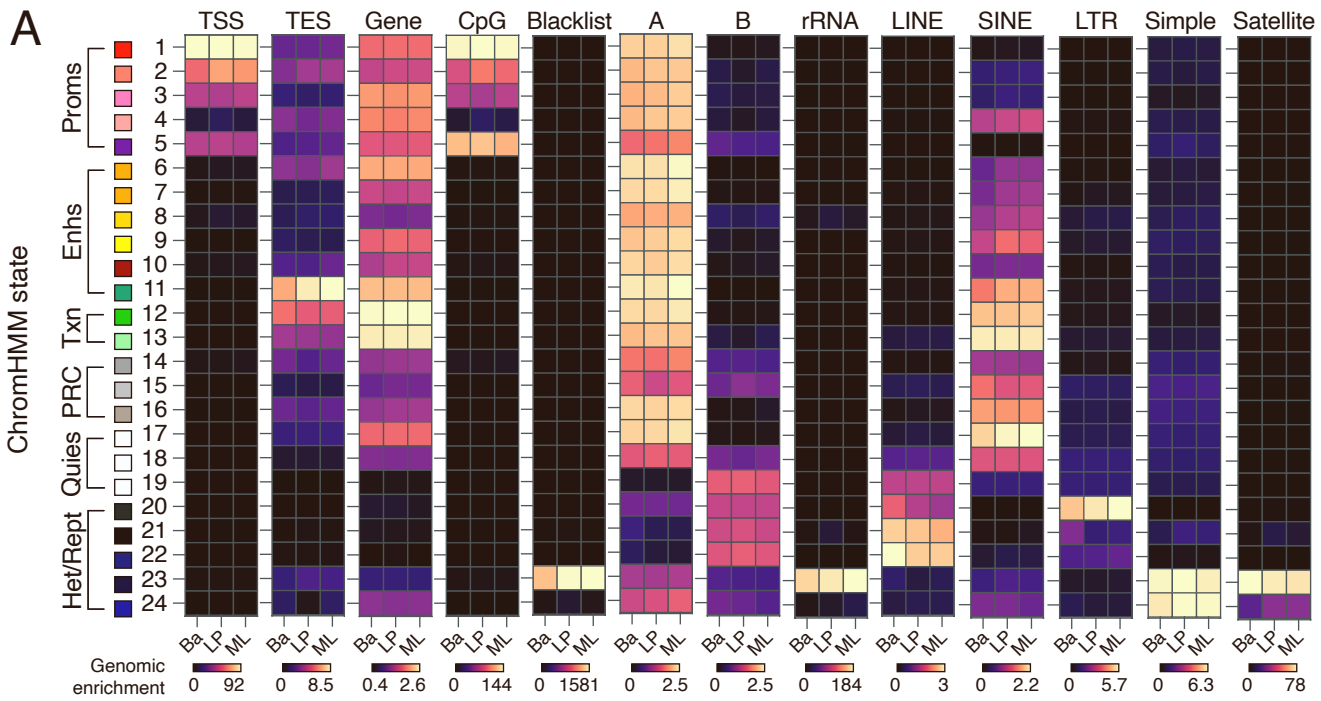 A
TSS TES Gene CpG Blacklist A B rRNA LINE SINE LTR Simple Satellite
ChromHMM state
Proms
Enhs
Txn
PRC
Quies
Het/Rept
1
2
3
4
5
6
7
8
9
10
11
12
13
14
15
16
17
18
19
20
21
22
23
24
Ba LP ML Ba LP ML Ba LP ML Ba LP ML Ba LP ML Ba LP ML Ba LP ML Ba LP ML Ba LP ML Ba LP ML Ba LP ML Ba LP ML Ba LP ML
Genomic
enrichment
0 92 0 8.5 0.4 2.6 0 144 0 1581 0 2.5 0 2.5 0 184 0 3 0 2.2 0 5.7 0 6.3 0 78